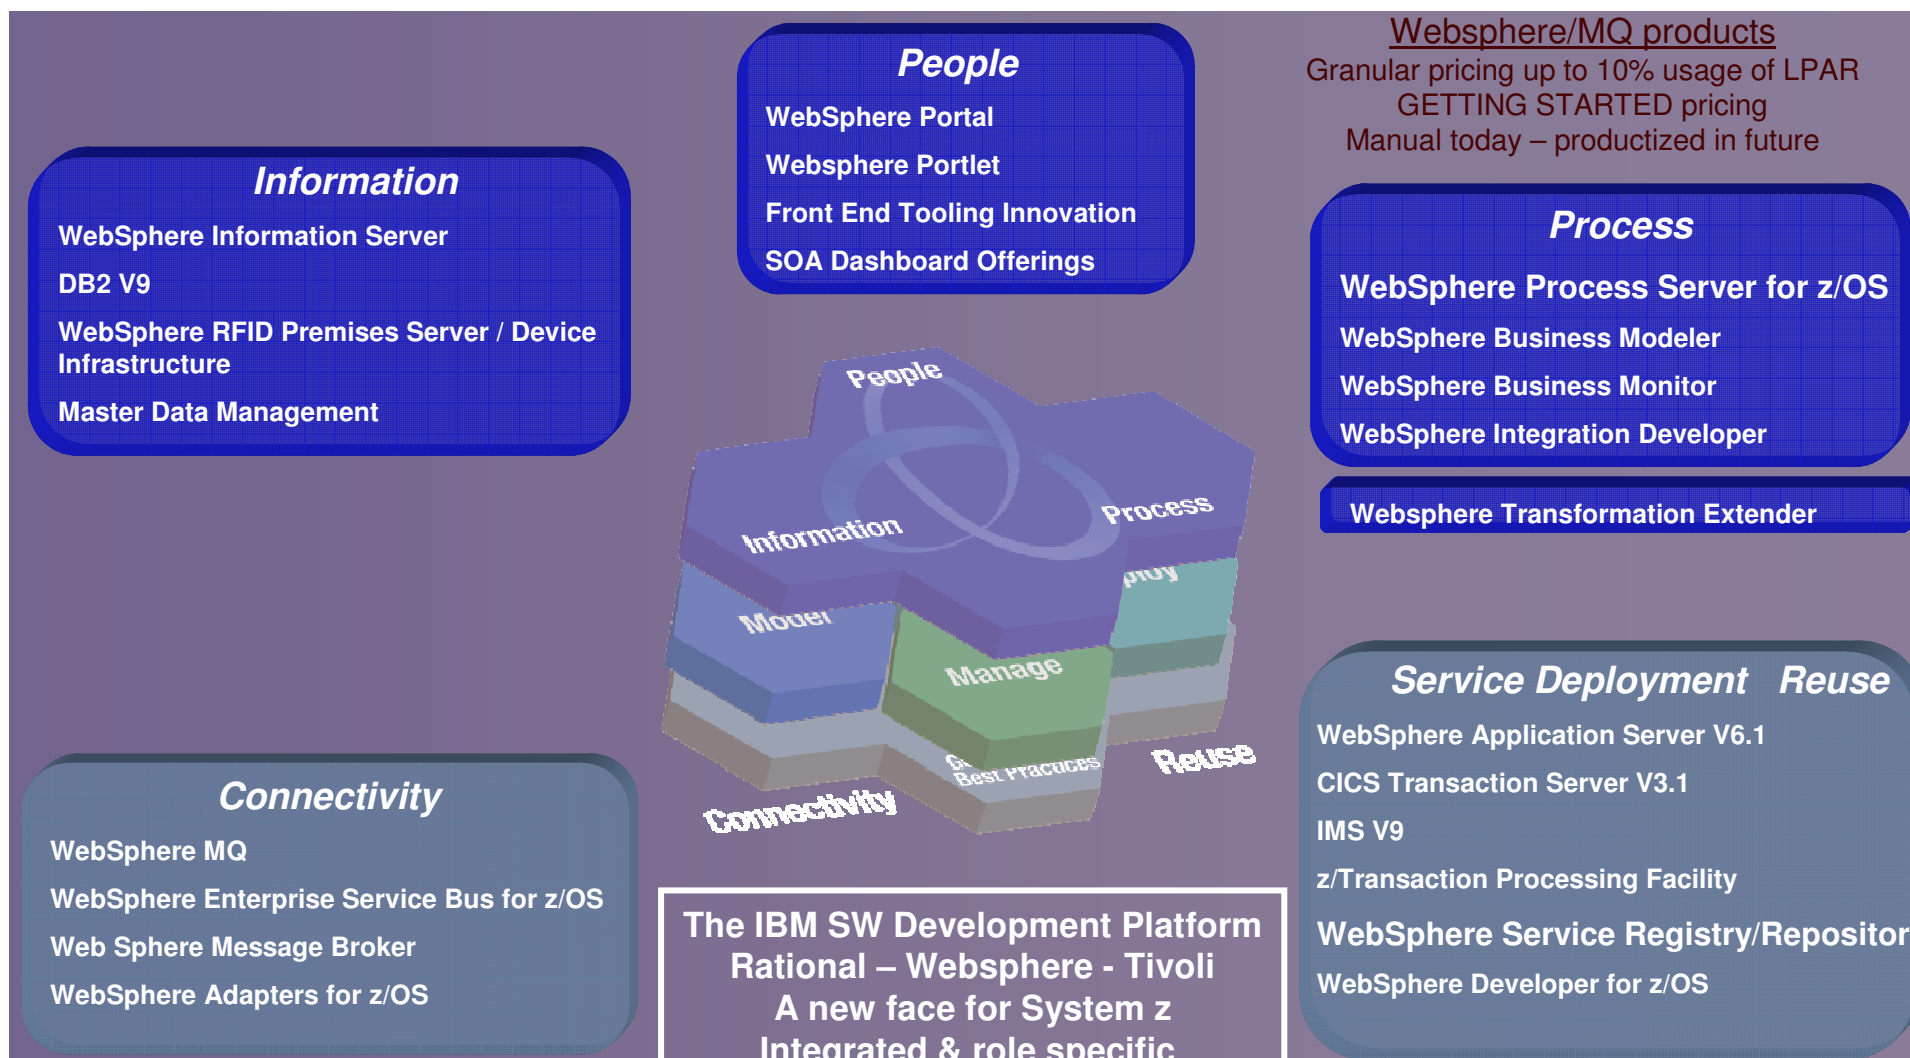 People
WebSphere Portal
Websphere Portlet
Front End Tooling Innovation
SOA Dashboard Offerings
Websphere/MQ products
Granular pricing up to 10% usage of LPAR
GETTING STARTED pricing
Manual today – productized in future
Information
WebSphere Information Server
DB2 V9
WebSphere RFID Premises Server / Device
Infrastructure
Master Data Management
Process
WebSphere Process Server for z/OS
WebSphere Business Modeler
WebSphere Business Monitor
WebSphere Integration Developer
Websphere Transformation Extender
People
Information
Process
Model
Manage
Best Practices
Connectivity
Reuse
Connectivity
WebSphere MQ
WebSphere Enterprise Service Bus for z/OS
Web Sphere Message Broker
WebSphere Adapters for z/OS
The IBM SW Development Platform
Rational – Websphere - Tivoli
A new face for System z
Integrated & role specific
Service Deployment Reuse
WebSphere Application Server V6.1
CICS Transaction Server V3.1
IMS V9
z/Transaction Processing Facility
WebSphere Service Registry/Repositor
WebSphere Developer for z/OS